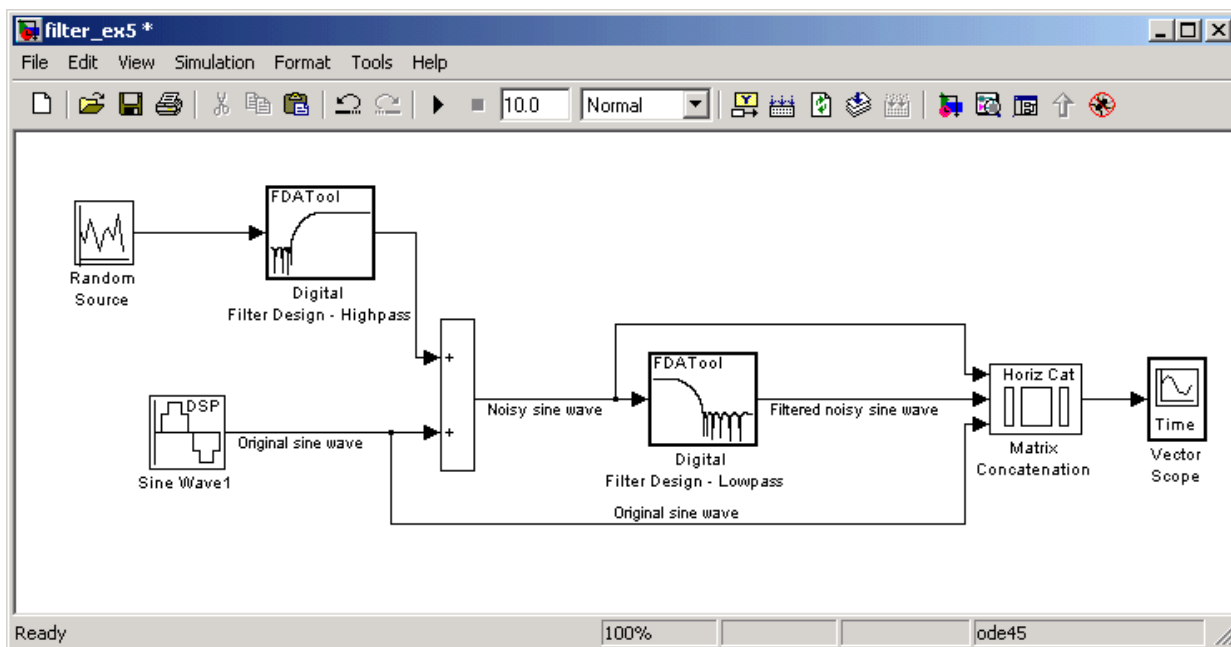 filter_ex5 *
File Edit View Simulation Format Tools Help
10.0 Normal
FDATool
Random
Source
Digital
Filter Design - Highpass
+
+
DSP
Sine Wave1
Original sine wave
Noisy sine wave
FDATool
Digital
Filter Design - Lowpass
Filtered noisy sine wave
Original sine wave
Horiz Cat
Matrix
Concatenation
Time
Vector
Scope
Ready 100% ode45